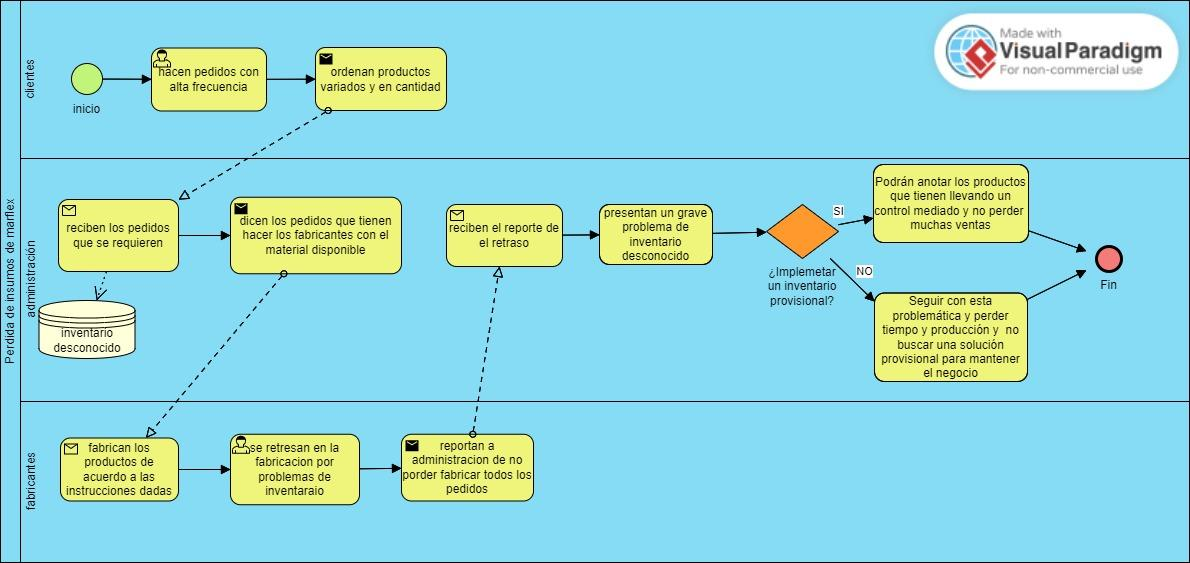 Perdida de insumos de marflex
clientes
inicio
hacen pedidos con
alta frecuencia
ordenan productos
variados y en cantidad
Made with
VisualParadigm
For non-commercial use
administración
reciben los pedidos
que se requieren
inventario
desconocido
dicen los pedidos que tienen
hacer los fabricantes con el
material disponible
reciben el reporte de
el retraso
presentan un grave
problema de
inventario
desconocido
¿Implemetar
un inventario
provisional?
SI
NO
Podrán anotar los productos
que tienen llevando un
control mediado y no perder
muchas ventas
Seguir con esta
problemática y perder
tiempo y producción y no
buscar una solución
provisional para mantener
el negocio
Fin
fabricantes
fabrican los
productos de
acuerdo a las
instrucciones dadas
se retresan en la
fabricacion por
problemas de
inventaraio
reportan a
administracion de no
porder fabricar todos los
pedidos